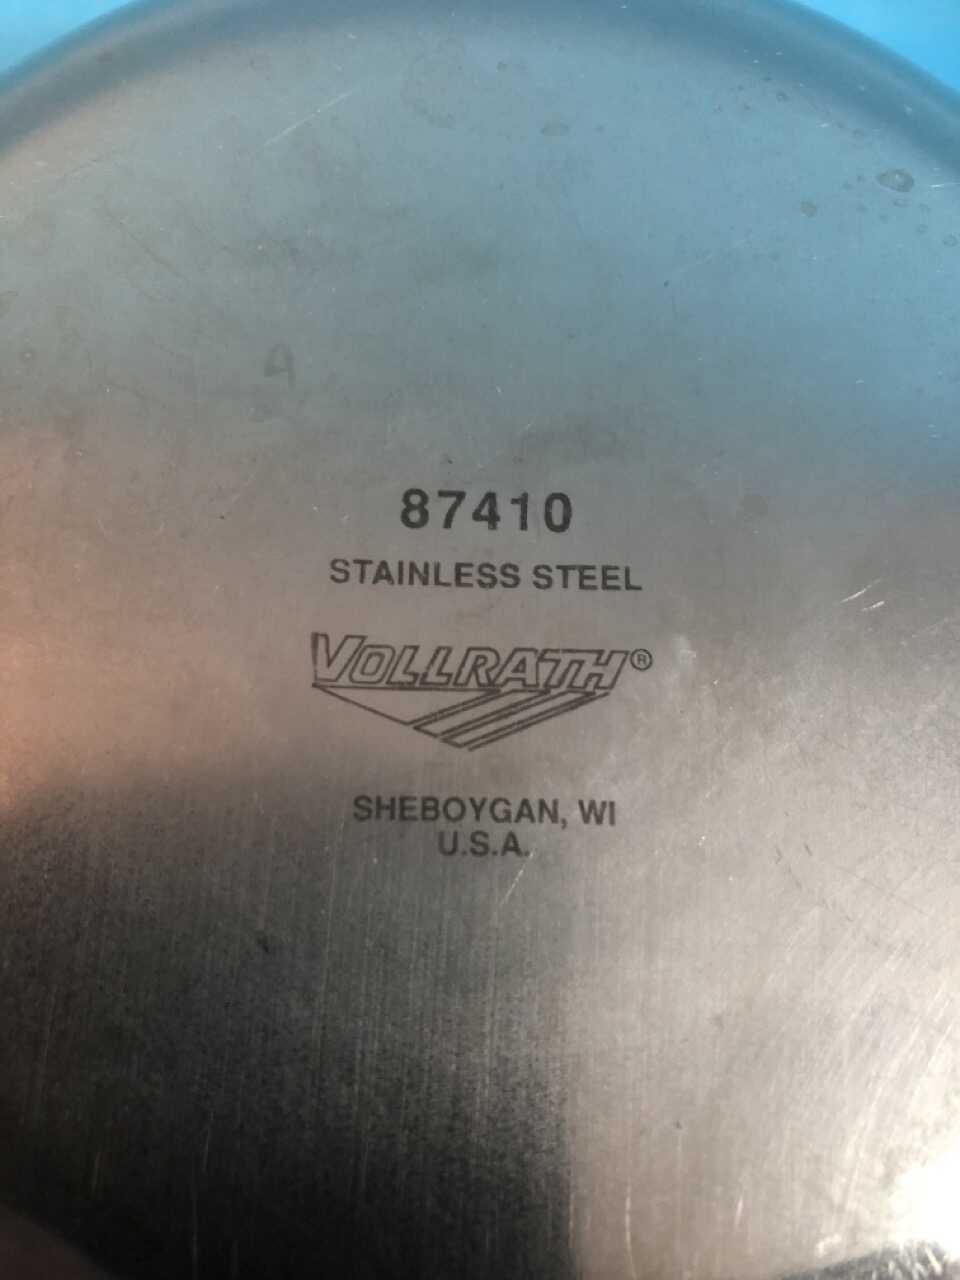 87410
STAINLESS STEEL
VOLLRATH®
SHEBOYGAN, WI
U.S.A.